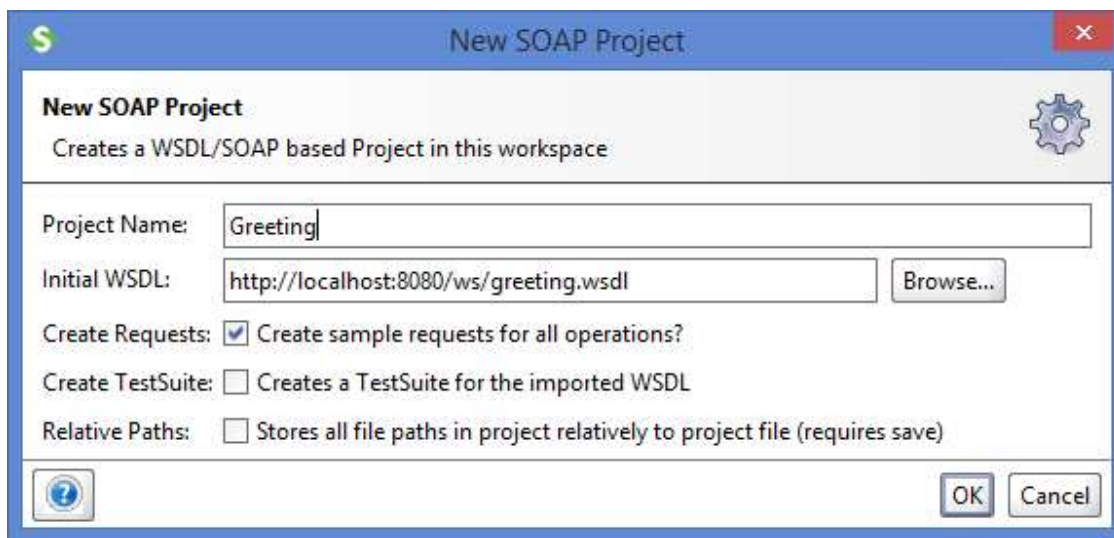 New SOAP Project
New SOAP Project
Creates a WSDL/SOAP based Project in this workspace
Project Name: Greeting
Initial WSDL: http://localhost:8080/ws/greeting.wsdl Browse...
Create Requests: Create sample requests for all operations?
Create TestSuite: Creates a TestSuite for the imported WSDL
Relative Paths: Stores all file paths in project relatively to project file (requires save)
OK Cancel